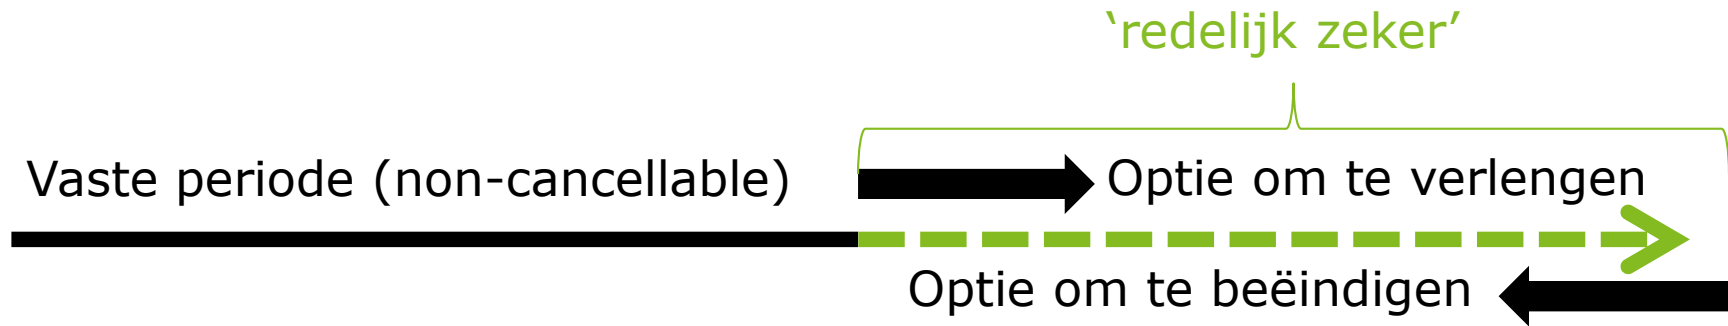 ‘redelijk zeker’
Vaste periode (non-cancellable)
Optie om te verlengen
Optie om te beëindigen